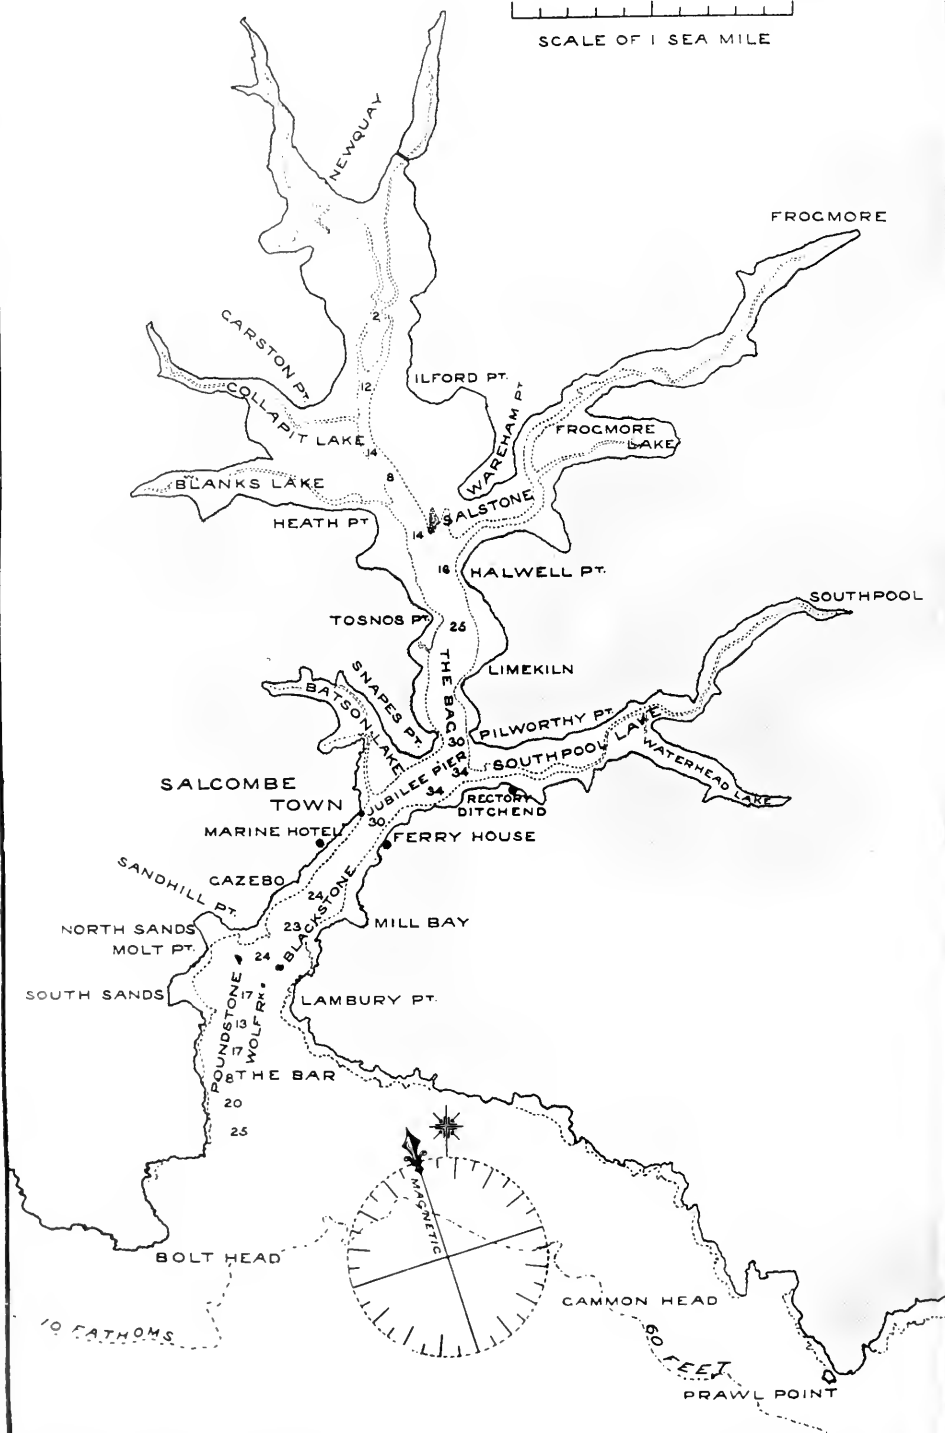 SCALE OF 1 SEA MILE
NEWQUAY
FROGMORE
2
GARSTON PT.
12
ILFORD PT.
COLLAPIT LAKE
WAREHAM PT
FROGMORE
LAKE
14
8
BLANKS LAKE
SALSTONE
HEATH PT
14
16
HALWELL PT.
SOUTHPOOL
TOSNOS PT.
25
THE BAG
LIMEKILN
SNAPES PT.
BATSON LAKE
PILWORTHY PT.
30
SOUTHPOOL LAKE
WATERHEAD LAKE
JUBILEE PIER
34
34
SALCOMBE
TOWN
RECTORY
DITCHEND
30
MARINE HOTEL
FERRY HOUSE
SANDHILL PT.
GAZEBO
24
BLACKSTONE
NORTH SANDS
23
MILL BAY
MOLT PT.
24
SOUTH SANDS
POUNDSTONE
17
WOLF RK.
LAMBURY PT.
13
17
8
THE BAR
20
25
MAGNETIC
BOLT HEAD
GAMMON HEAD
10 FATHOMS
60 FEET
PRAWL POINT